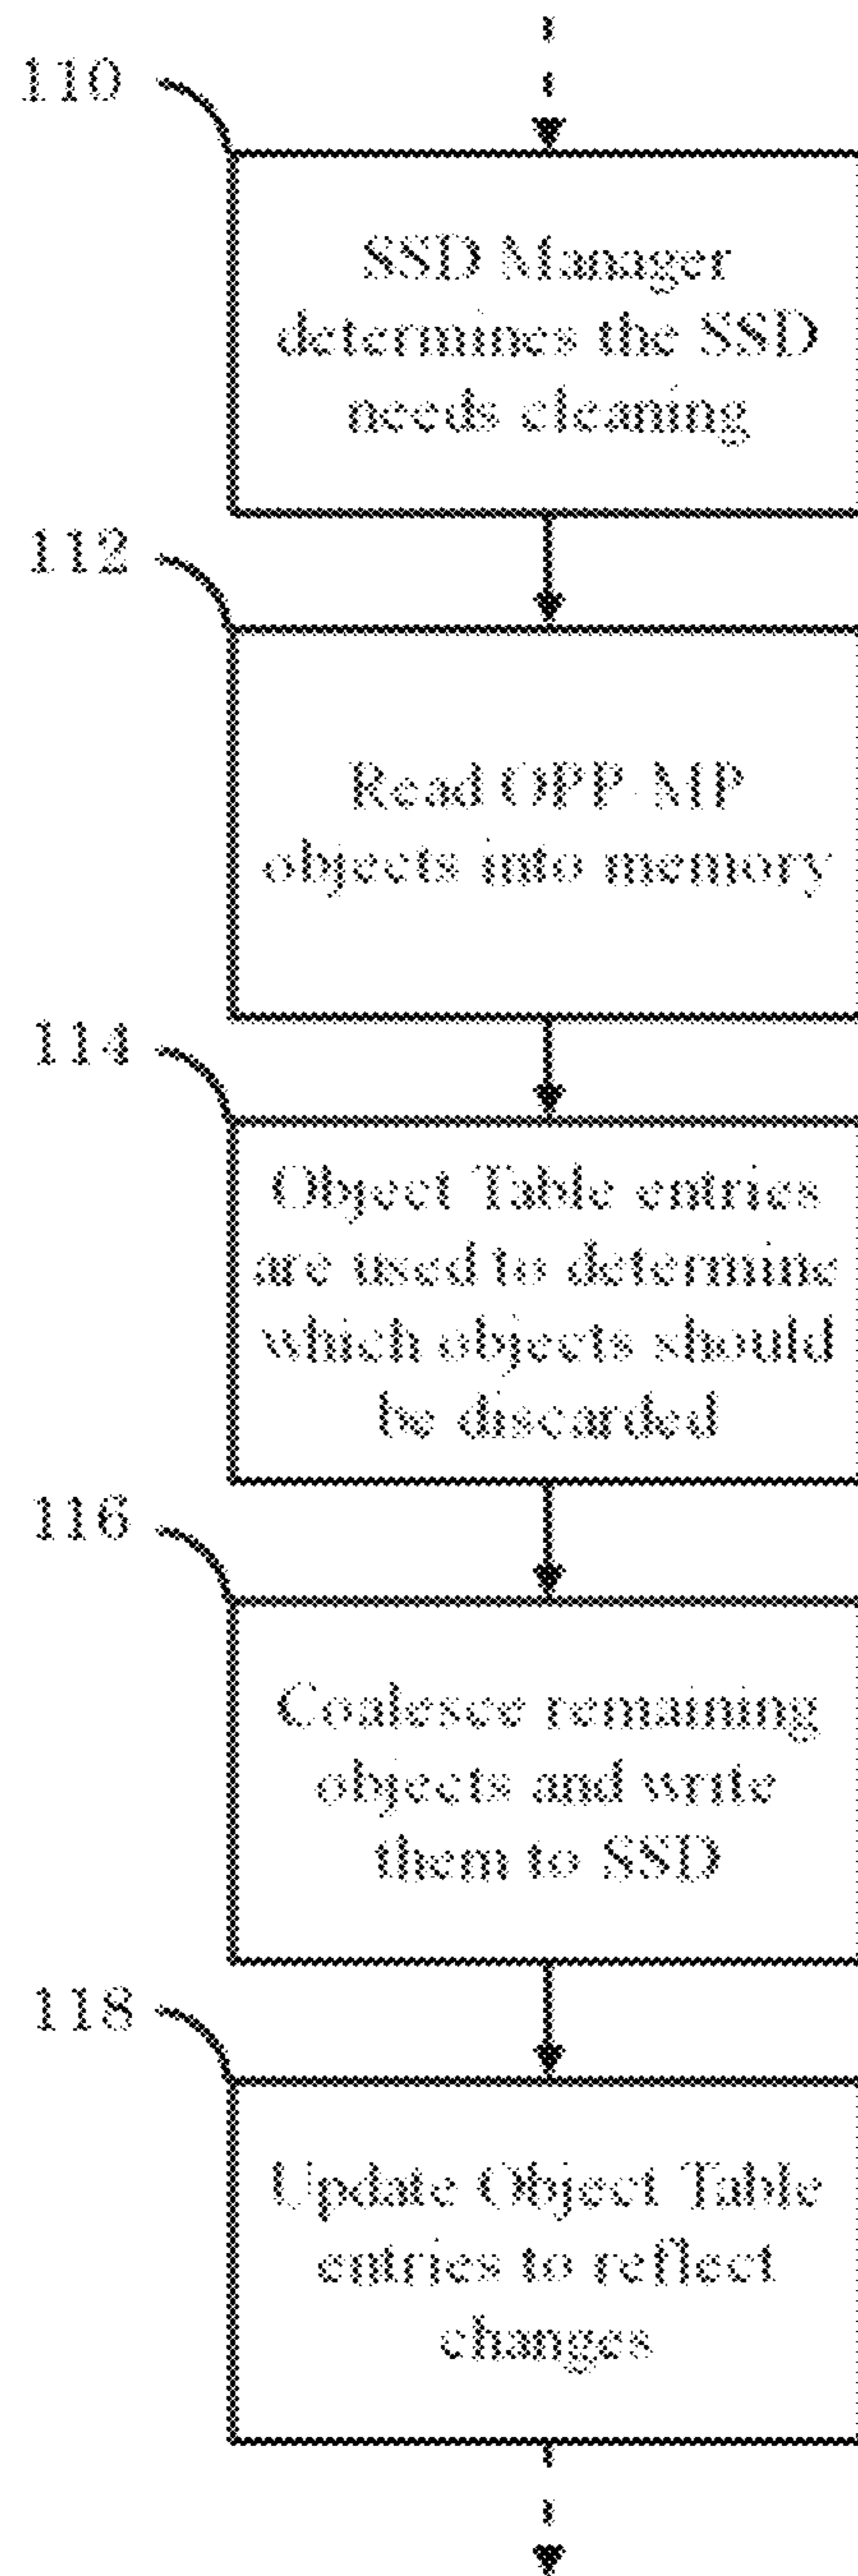 110
SSD Manager
determines the SSD
needs cleaning
112
Read OPP-MP
objects into memory
114
Object Table entries
are used to determine
which objects should
be discarded
116
Coalesce remaining
objects and write
them to SSD
118
Update Object Table
entries to reflect
changes